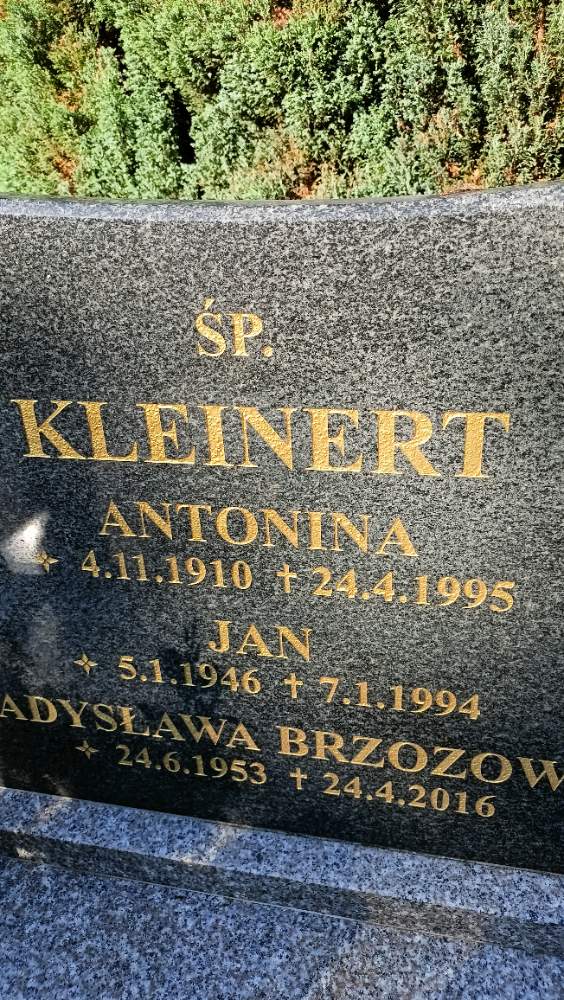 ŚP.
KLEINERT
ANTONINA
4.11.1910 † 24.4.1995
JAN
5.1.1946 † 7.1.1994
ADYSŁAWA BRZOZOW
24.6.1953 † 24.4.2016